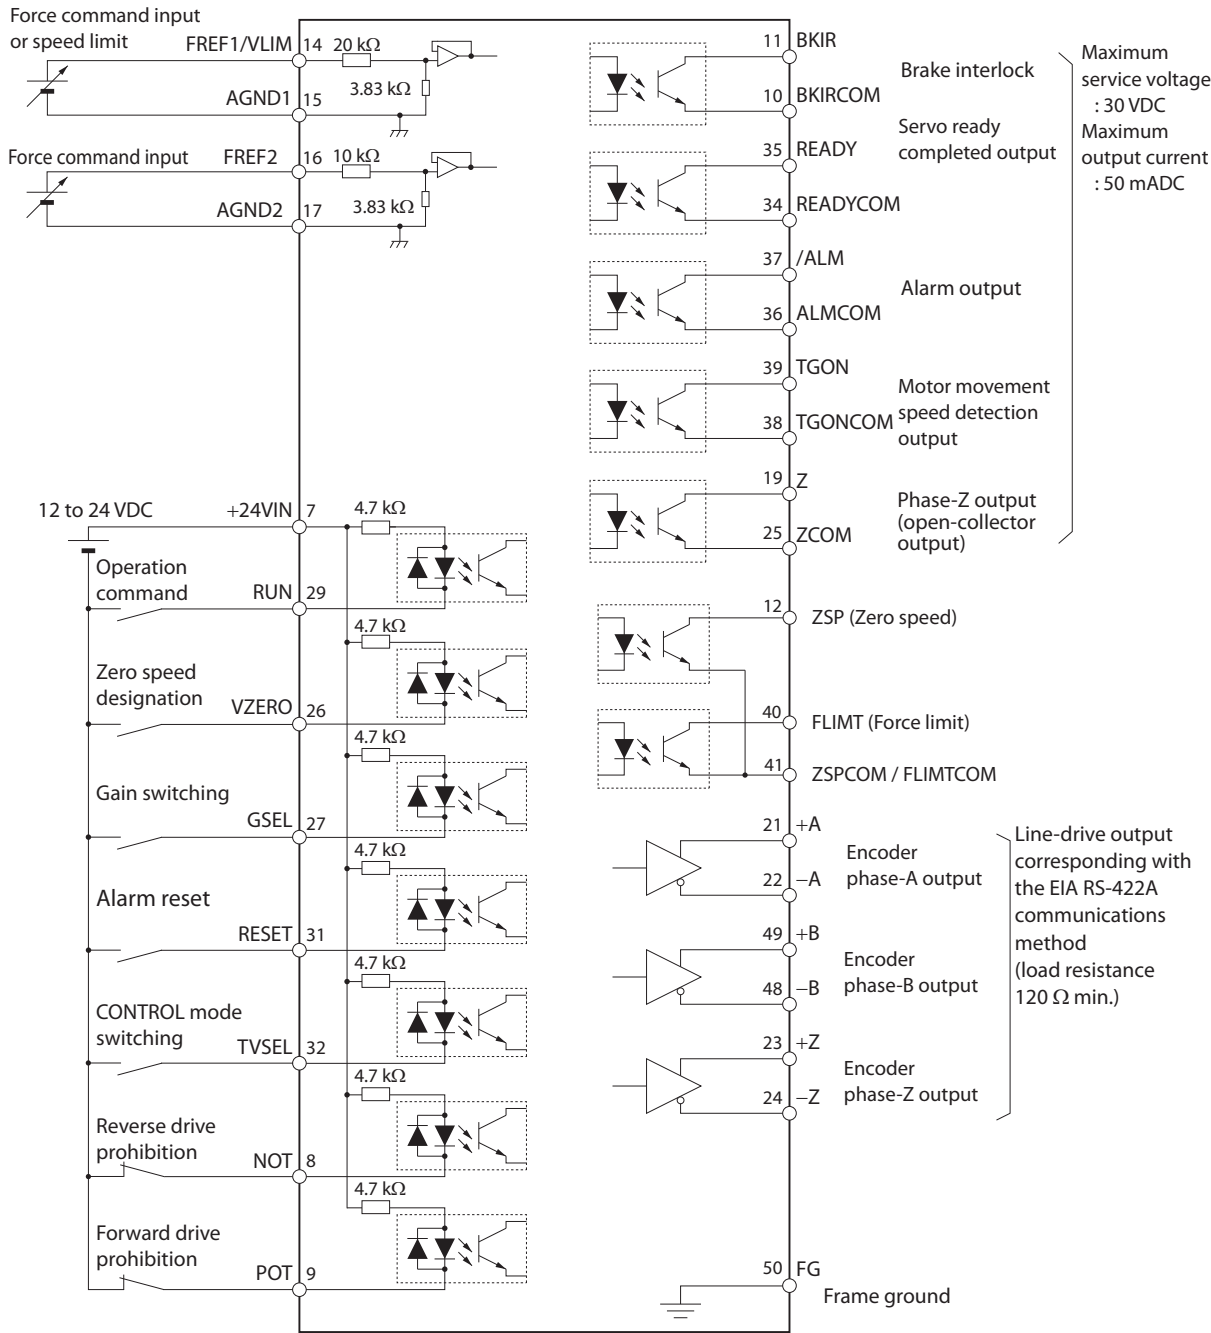 Force command input
or speed limit
FREF1/VLIM 14 20 kΩ
3.83 kΩ
AGND1 15
Force command input
FREF2 16 10 kΩ
3.83 kΩ
AGND2 17
12 to 24 VDC
+24VIN 7 4.7 kΩ
Operation
command
RUN 29
4.7 kΩ
Zero speed
designation
VZERO 26
4.7 kΩ
Gain switching
GSEL 27
4.7 kΩ
Alarm reset
RESET 31
4.7 kΩ
CONTROL mode
switching
TVSEL 32
4.7 kΩ
Reverse drive
prohibition
NOT 8
4.7 kΩ
Forward drive
prohibition
POT 9
11 BKIR
Brake interlock
10 BKIRCOM
Servo ready
completed output
35 READY
34 READYCOM
37 /ALM
Alarm output
36 ALMCOM
39 TGON
Motor movement
speed detection
output
38 TGONCOM
19 Z
Phase-Z output
(open-collector
output)
25 ZCOM
Maximum
service voltage
: 30 VDC
Maximum
output current
: 50 mADC
12 ZSP (Zero speed)
40 FLIMT (Force limit)
41 ZSPCOM / FLIMTCOM
21 +A
Encoder
phase-A output
22 −A
49 +B
Encoder
phase-B output
48 −B
23 +Z
Encoder
phase-Z output
24 −Z
Line-drive output
corresponding with
the EIA RS-422A
communications
method
(load resistance
120 Ω min.)
50 FG
Frame ground